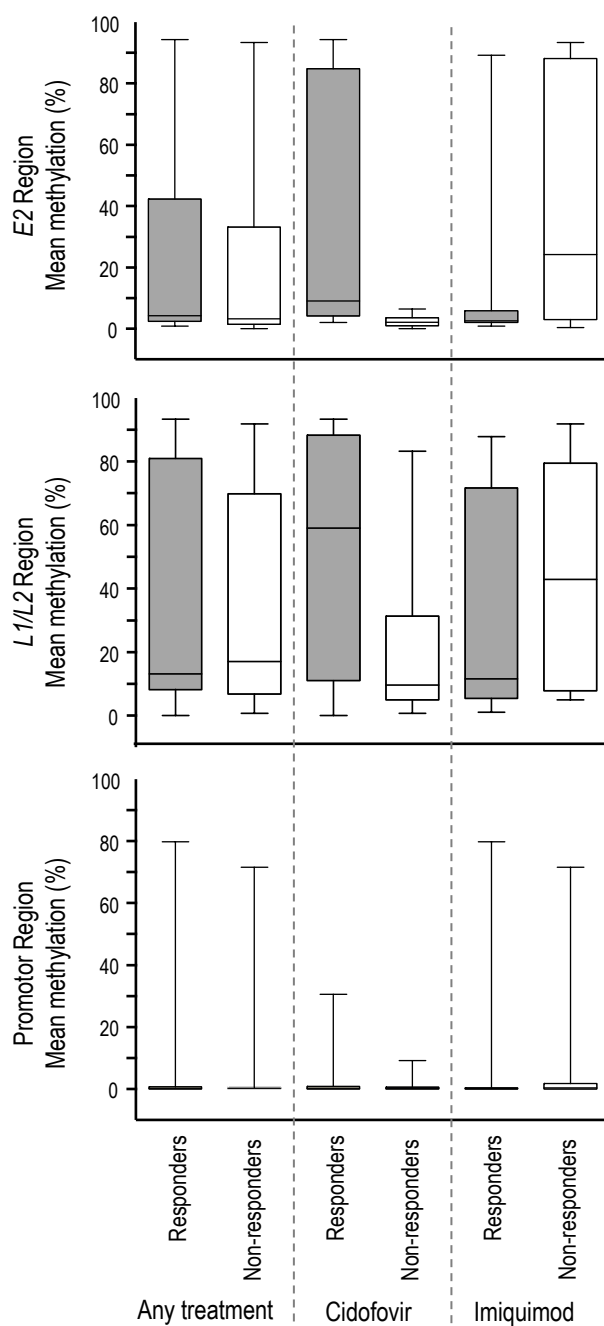 E2 Region
Mean methylation (%)
100
80
60
40
20
0
L1/L2 Region
Mean methylation (%)
100
80
60
40
20
0
Promotor Region
Mean methylation (%)
100
80
60
40
20
0
Responders
Non-responders
Responders
Non-responders
Responders
Non-responders
Any treatment
Cidofovir
Imiquimod